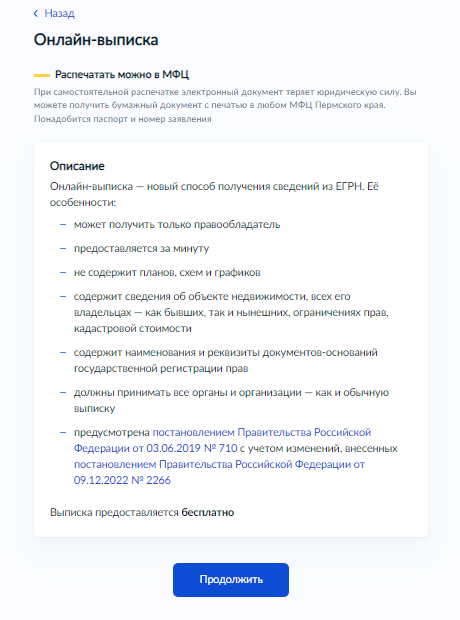 Назад
Онлайн-выписка
Распечатать можно в МФЦ
При самостоятельной распечатке электронный документ теряет юридическую силу. Вы
можете получить бумажный документ с печатью в любом МФЦ Пермского края.
Понадобится паспорт и номер заявления
Описание
Онлайн-выписка — новый способ получения сведений из ЕГРН. Её
особенности:
– может получить только правообладатель
– предоставляется за минуту
– не содержит планов, схем и графиков
– содержит сведения об объекте недвижимости, всех его
владельцах — как бывших, так и нынешних, ограничениях прав,
кадастровой стоимости
– содержит наименования и реквизиты документов-оснований
государственной регистрации прав
– должны принимать все органы и организации — как и обычную
выписку
– предусмотрена постановлением Правительства Российской
Федерации от 03.06.2019 № 710 с учетом изменений, внесенных
постановлением Правительства Российской Федерации от
09.12.2022 № 2266
Выписка предоставляется бесплатно
Продолжить